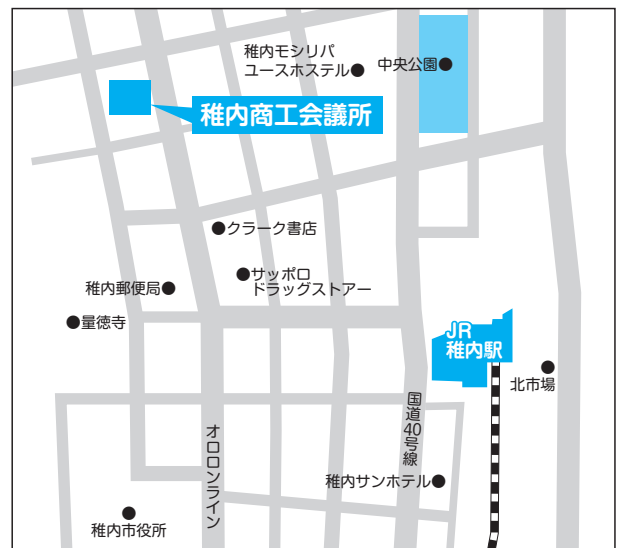 稚内モシリパ
ユースホステル●
中央公園●
稚内商工会議所
●クラーク書店
●サッポロ
ドラッグストアー
稚内郵便局●
●量徳寺
JR
稚内駅
北市場
国道40号線
オロロンライン
稚内サンホテル●
稚内市役所